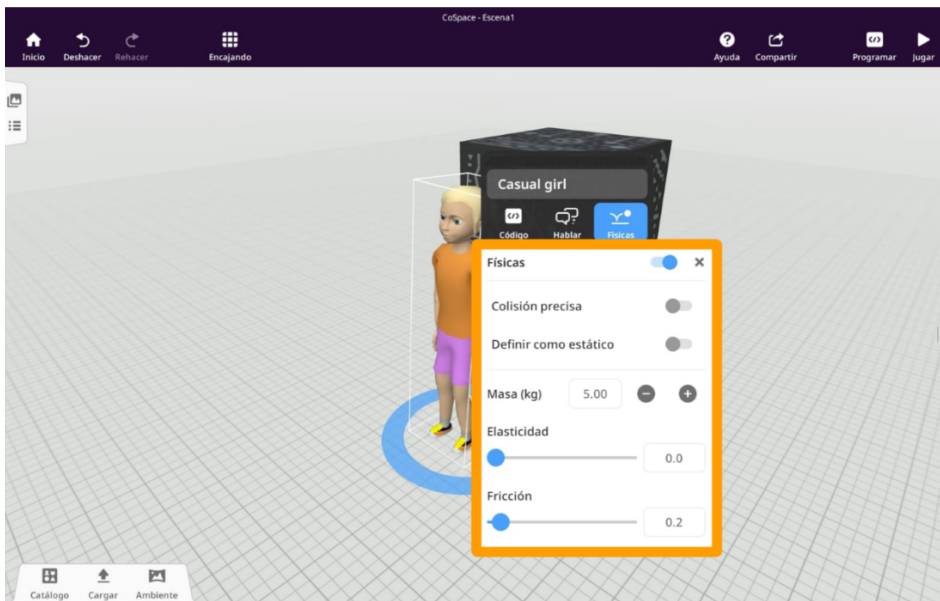 CoSpace - Escena1
Inicio Deshacer Rehacer Encajando Ayuda Compartir Programar Jugar
Casual girl
Código Hablar Físicas
Físicas
Colisión precisa
Definir como estático
Masa (kg) 5.00
Elasticidad
0.0
Fricción
0.2
Catálogo Cargar Ambiente